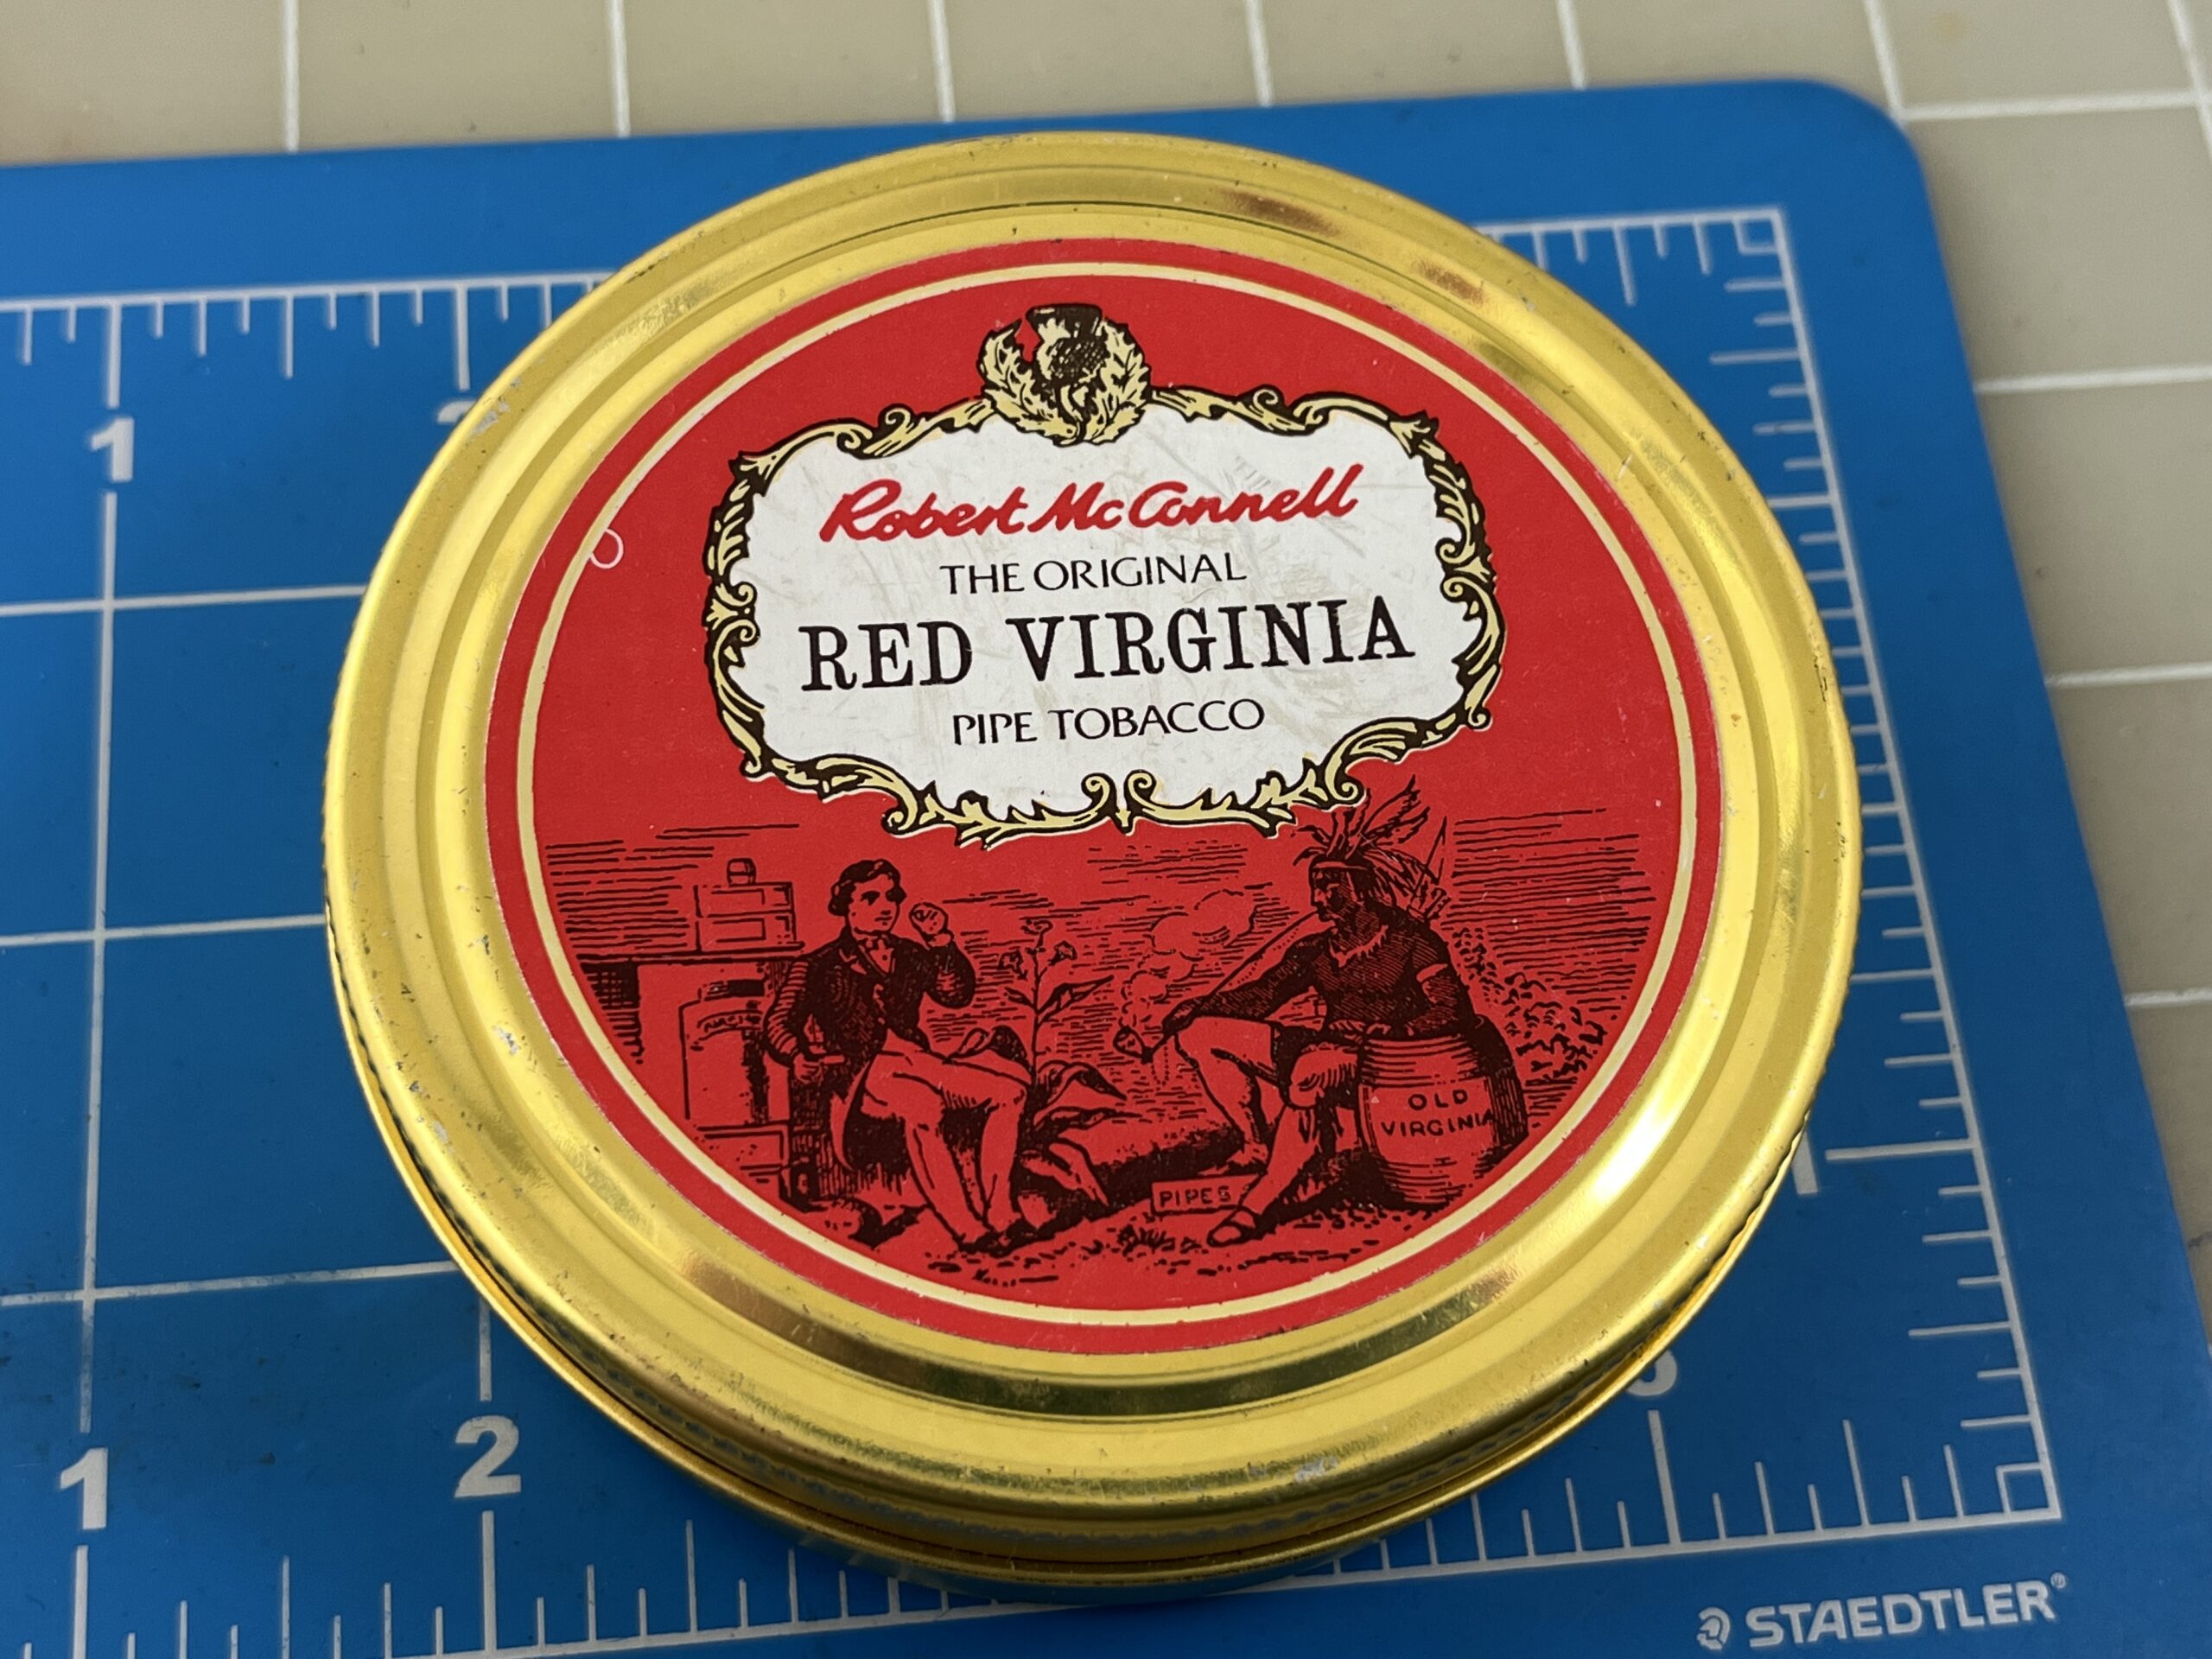 1
Robert McConnell
THE ORIGINAL
RED VIRGINIA
PIPE TOBACCO
OLD
VIRGINIA
PIPES
1
2
STAEDTLER®